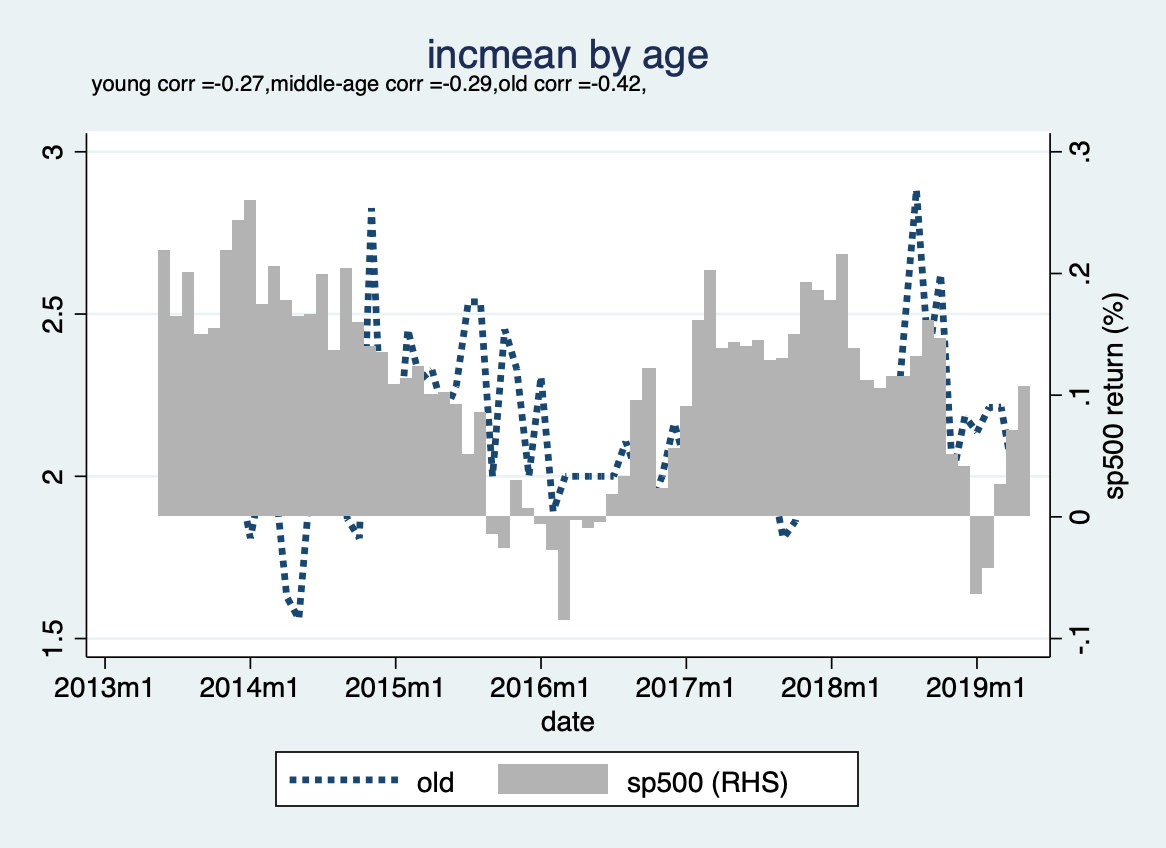 incmean by age
young corr =-0.27,middle-age corr =-0.29,old corr =-0.42,
3
2.5
2
1.5
.3
.2
.1
0
-.1
sp500 return (%)
2013m1 2014m1 2015m1 2016m1 2017m1 2018m1 2019m1
date
old sp500 (RHS)